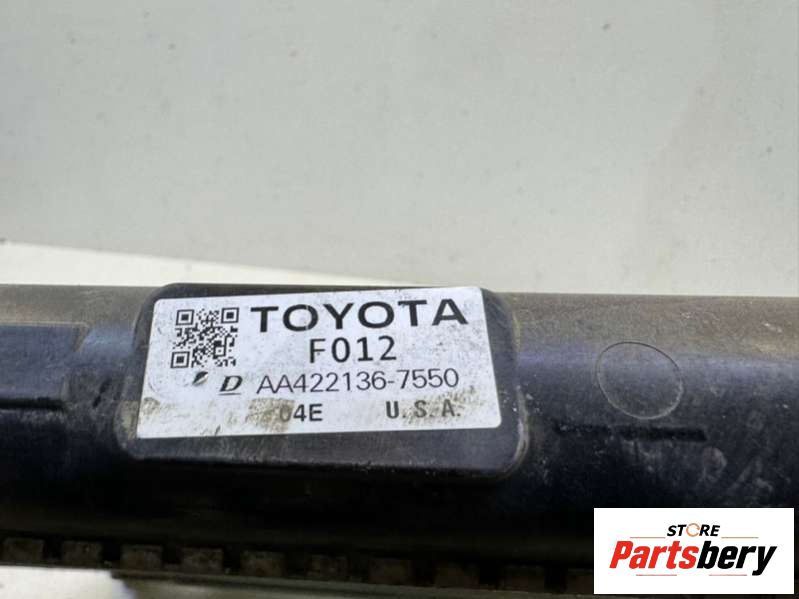 TOYOTA
F012
D AA422136-7550
04E U.S.A.
STORE
Partsbery